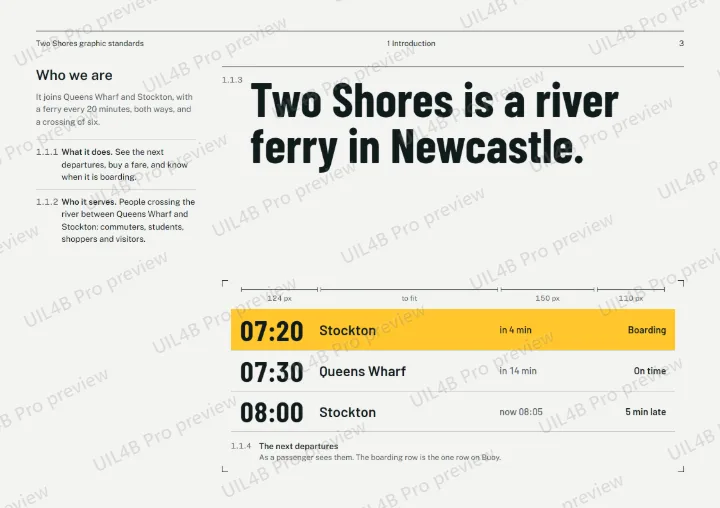 Two Shores graphic standards
1 Introduction
3
Who we are
It joins Queens Wharf and Stockton, with
a ferry every 20 minutes, both ways, and
a crossing of six.
1.1.1 What it does. See the next
departures, buy a fare, and know
when it is boarding.
1.1.2 Who it serves. People crossing the
river between Queens Wharf and
Stockton: commuters, students,
shoppers and visitors.
1.1.3 Two Shores is a river
ferry in Newcastle.
124 px to fit 150 px 110 px
07:20 Stockton in 4 min Boarding
07:30 Queens Wharf in 14 min On time
08:00 Stockton now 08:05 5 min late
1.1.4 The next departures
As a passenger sees them. The boarding row is the one row on Buoy.
UIL4B Pro preview